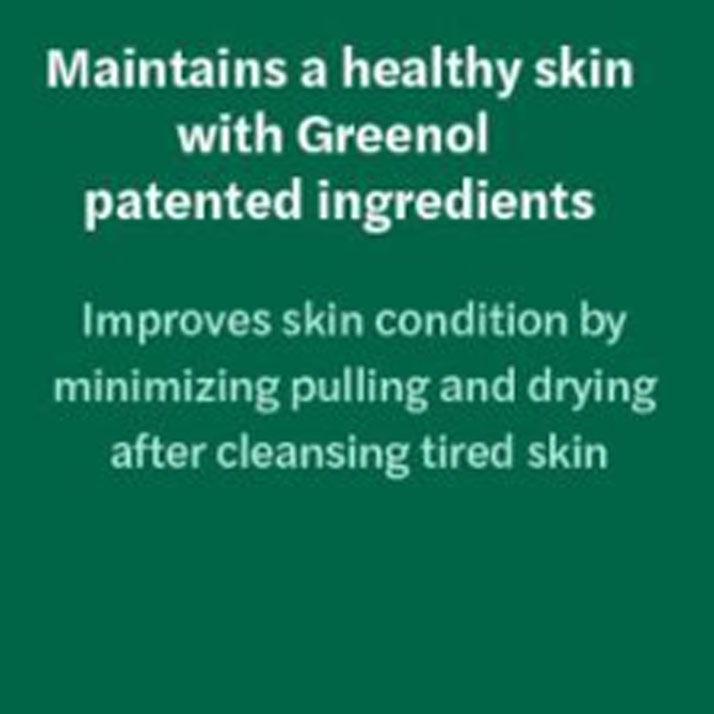 Maintains a healthy skin
with Greenol
patented ingredients
Improves skin condition by
minimizing pulling and drying
after cleansing tired skin